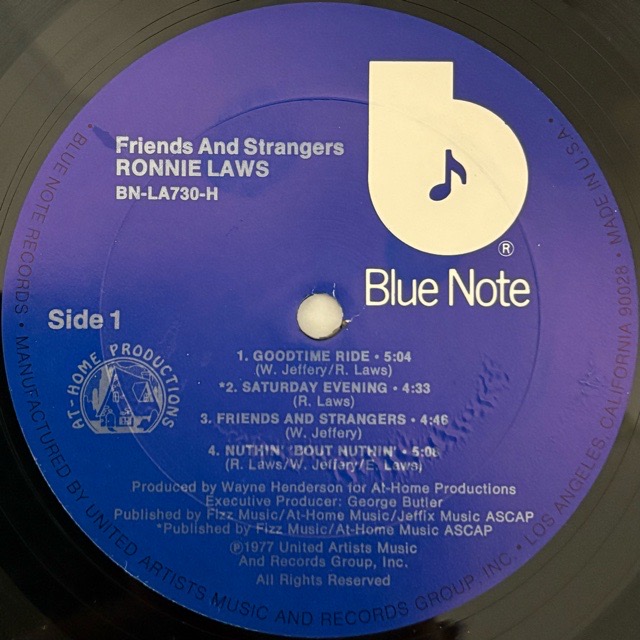 Friends And Strangers
RONNIE LAWS
BN-LA730-H
®
Blue Note
Side 1
AT-HOME PRODUCTIONS
1. GOODTIME RIDE • 5:04
(W. Jeffery/R. Laws)
*2. SATURDAY EVENING • 4:33
(R. Laws)
3. FRIENDS AND STRANGERS • 4:46
(W. Jeffery)
4. NUTHIN' 'BOUT NUTHIN' • 5:08
(R. Laws/W. Jeffery/E. Laws)
Produced by Wayne Henderson for At-Home Productions
Executive Producer: George Butler
Published by Fizz Music/At-Home Music/Jeffix Music ASCAP
*Published by Fizz Music/At-Home Music ASCAP
℗1977 United Artists Music
And Records Group, Inc.
All Rights Reserved
• BLUE NOTE RECORDS • MANUFACTURED BY UNITED ARTISTS MUSIC AND RECORDS GROUP, INC. • LOS ANGELES, CALIFORNIA 90028 • MADE IN U.S.A. •